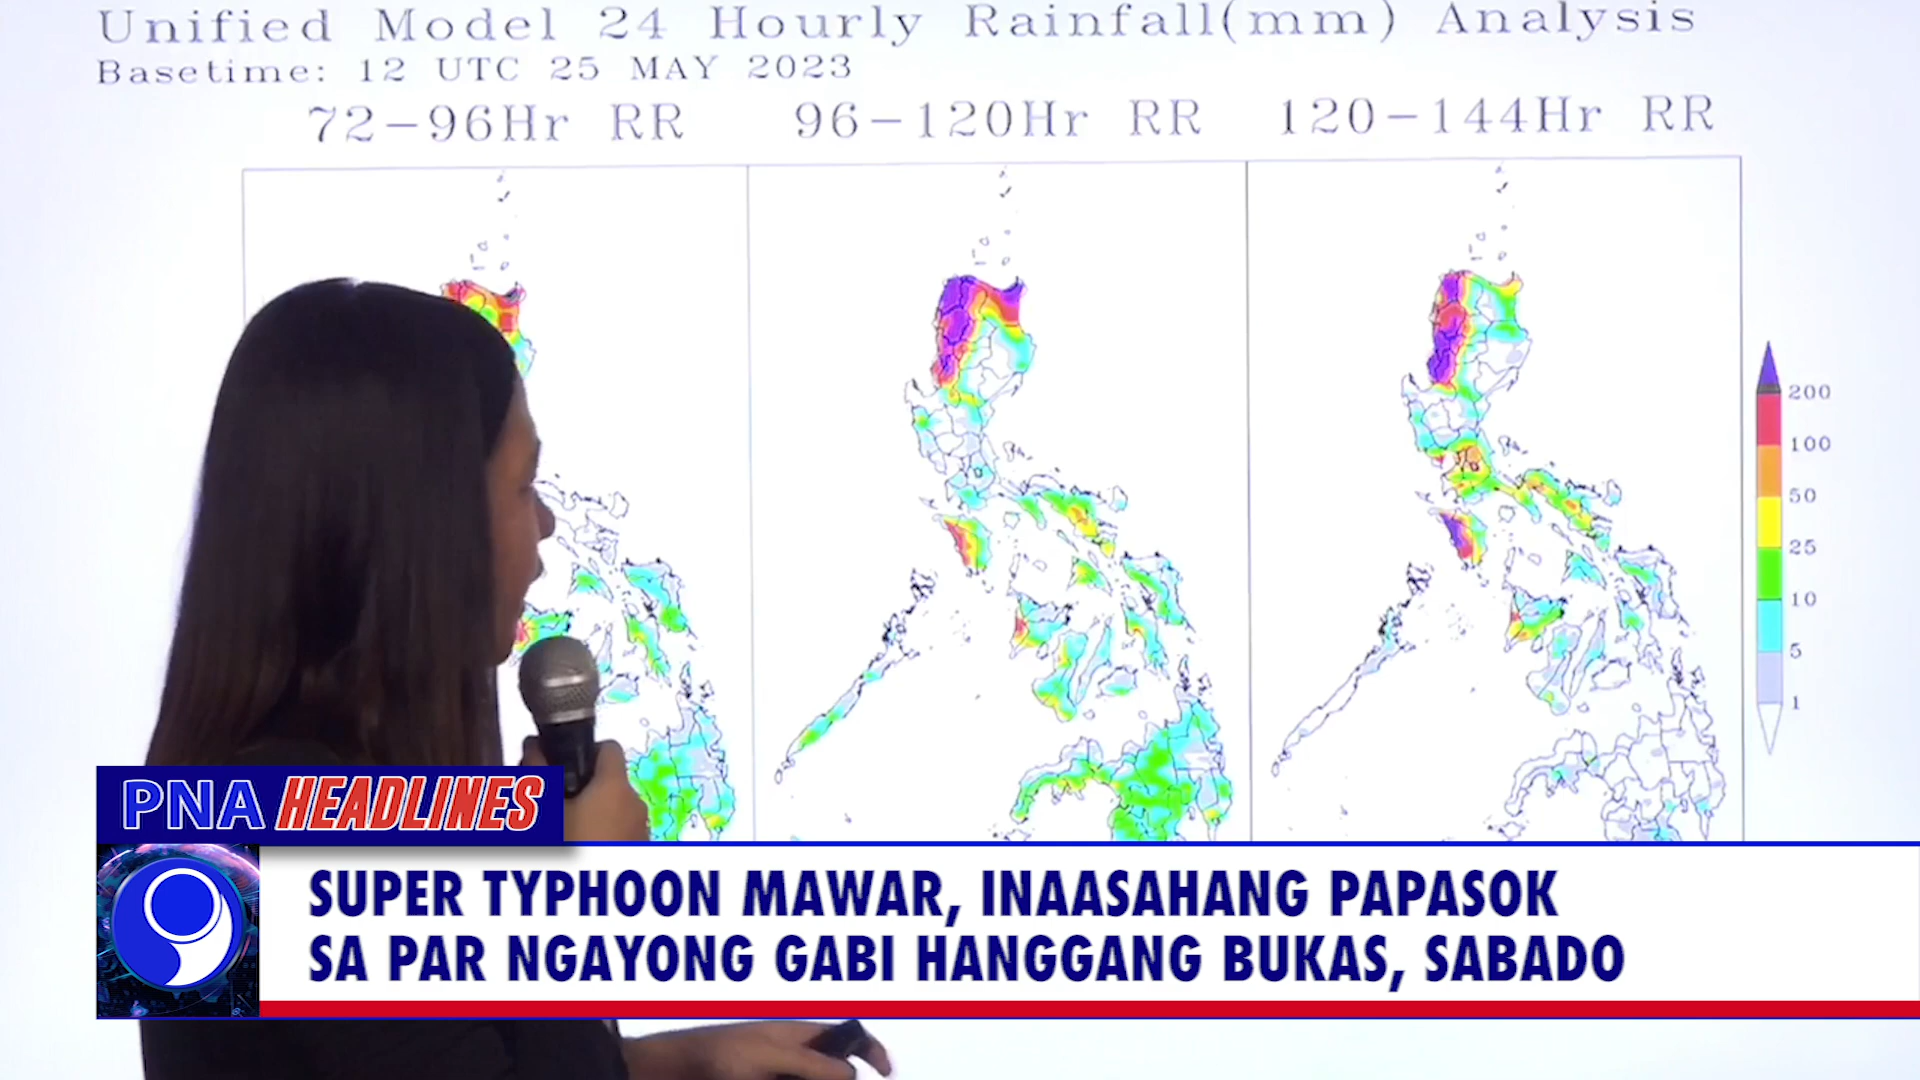 Unified Model 24 Hourly Rainfall(mm) Analysis
Basetime: 12 UTC 25 MAY 2023
72-96Hr RR 96-120Hr RR 120-144Hr RR
200
100
50
25
10
5
1
PNA HEADLINES
SUPER TYPHOON MAWAR, INAASAHANG PAPASOK
SA PAR NGAYONG GABI HANGGANG BUKAS, SABADO